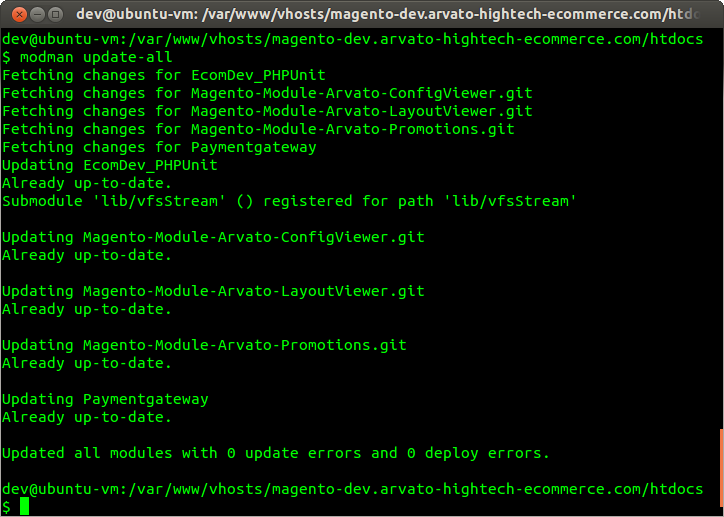 dev@ubuntu-vm: /var/www/vhosts/magento-dev.arvato-hightech-ecommerce.com/htdo
dev@ubuntu-vm:/var/www/vhosts/magento-dev.arvato-hightech-ecommerce.com/htdocs
$ modman update-all
Fetching changes for EcomDev_PHPUnit
Fetching changes for Magento-Module-Arvato-ConfigViewer.git
Fetching changes for Magento-Module-Arvato-LayoutViewer.git
Fetching changes for Magento-Module-Arvato-Promotions.git
Fetching changes for Paymentgateway
Updating EcomDev_PHPUnit
Already up-to-date.
Submodule 'lib/vfsStream' () registered for path 'lib/vfsStream'
Updating Magento-Module-Arvato-ConfigViewer.git
Already up-to-date.
Updating Magento-Module-Arvato-LayoutViewer.git
Already up-to-date.
Updating Magento-Module-Arvato-Promotions.git
Already up-to-date.
Updating Paymentgateway
Already up-to-date.
Updated all modules with 0 update errors and 0 deploy errors.
dev@ubuntu-vm:/var/www/vhosts/magento-dev.arvato-hightech-ecommerce.com/htdocs
$